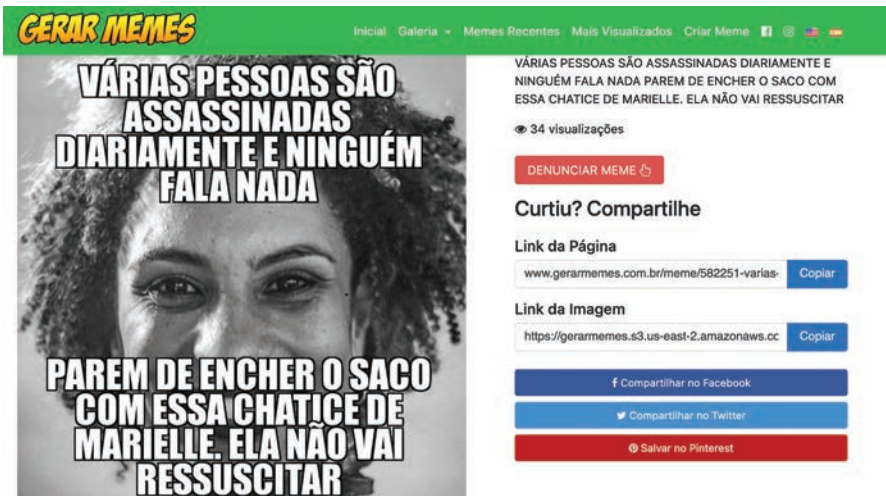 GERAR MEMES
Inicial Galeria Memes Recentes Mais Visualizados Criar Meme
VÁRIAS PESSOAS SÃO
ASSASSINADAS
DIARIAMENTE E NINGUÉM
FALA NADA
PAREM DE ENCHER O SACO
COM ESSA CHATICE DE
MARIELLE. ELA NÃO VAI
RESSUSCITAR
VÁRIAS PESSOAS SÃO ASSASSINADAS DIARIAMENTE E
NINGUÉM FALA NADA PAREM DE ENCHER O SACO COM
ESSA CHATICE DE MARIELLE. ELA NÃO VAI RESSUSCITAR
34 visualizações
DENUNCIAR MEME
Curtiu? Compartilhe
Link da Página
www.gerarmemes.com.br/meme/582251-varias- Copiar
Link da Imagem
https://gerarmemes.s3.us-east-2.amazonaws.cc Copiar
Compartilhar no Facebook
Compartilhar no Twitter
Salvar no Pinterest